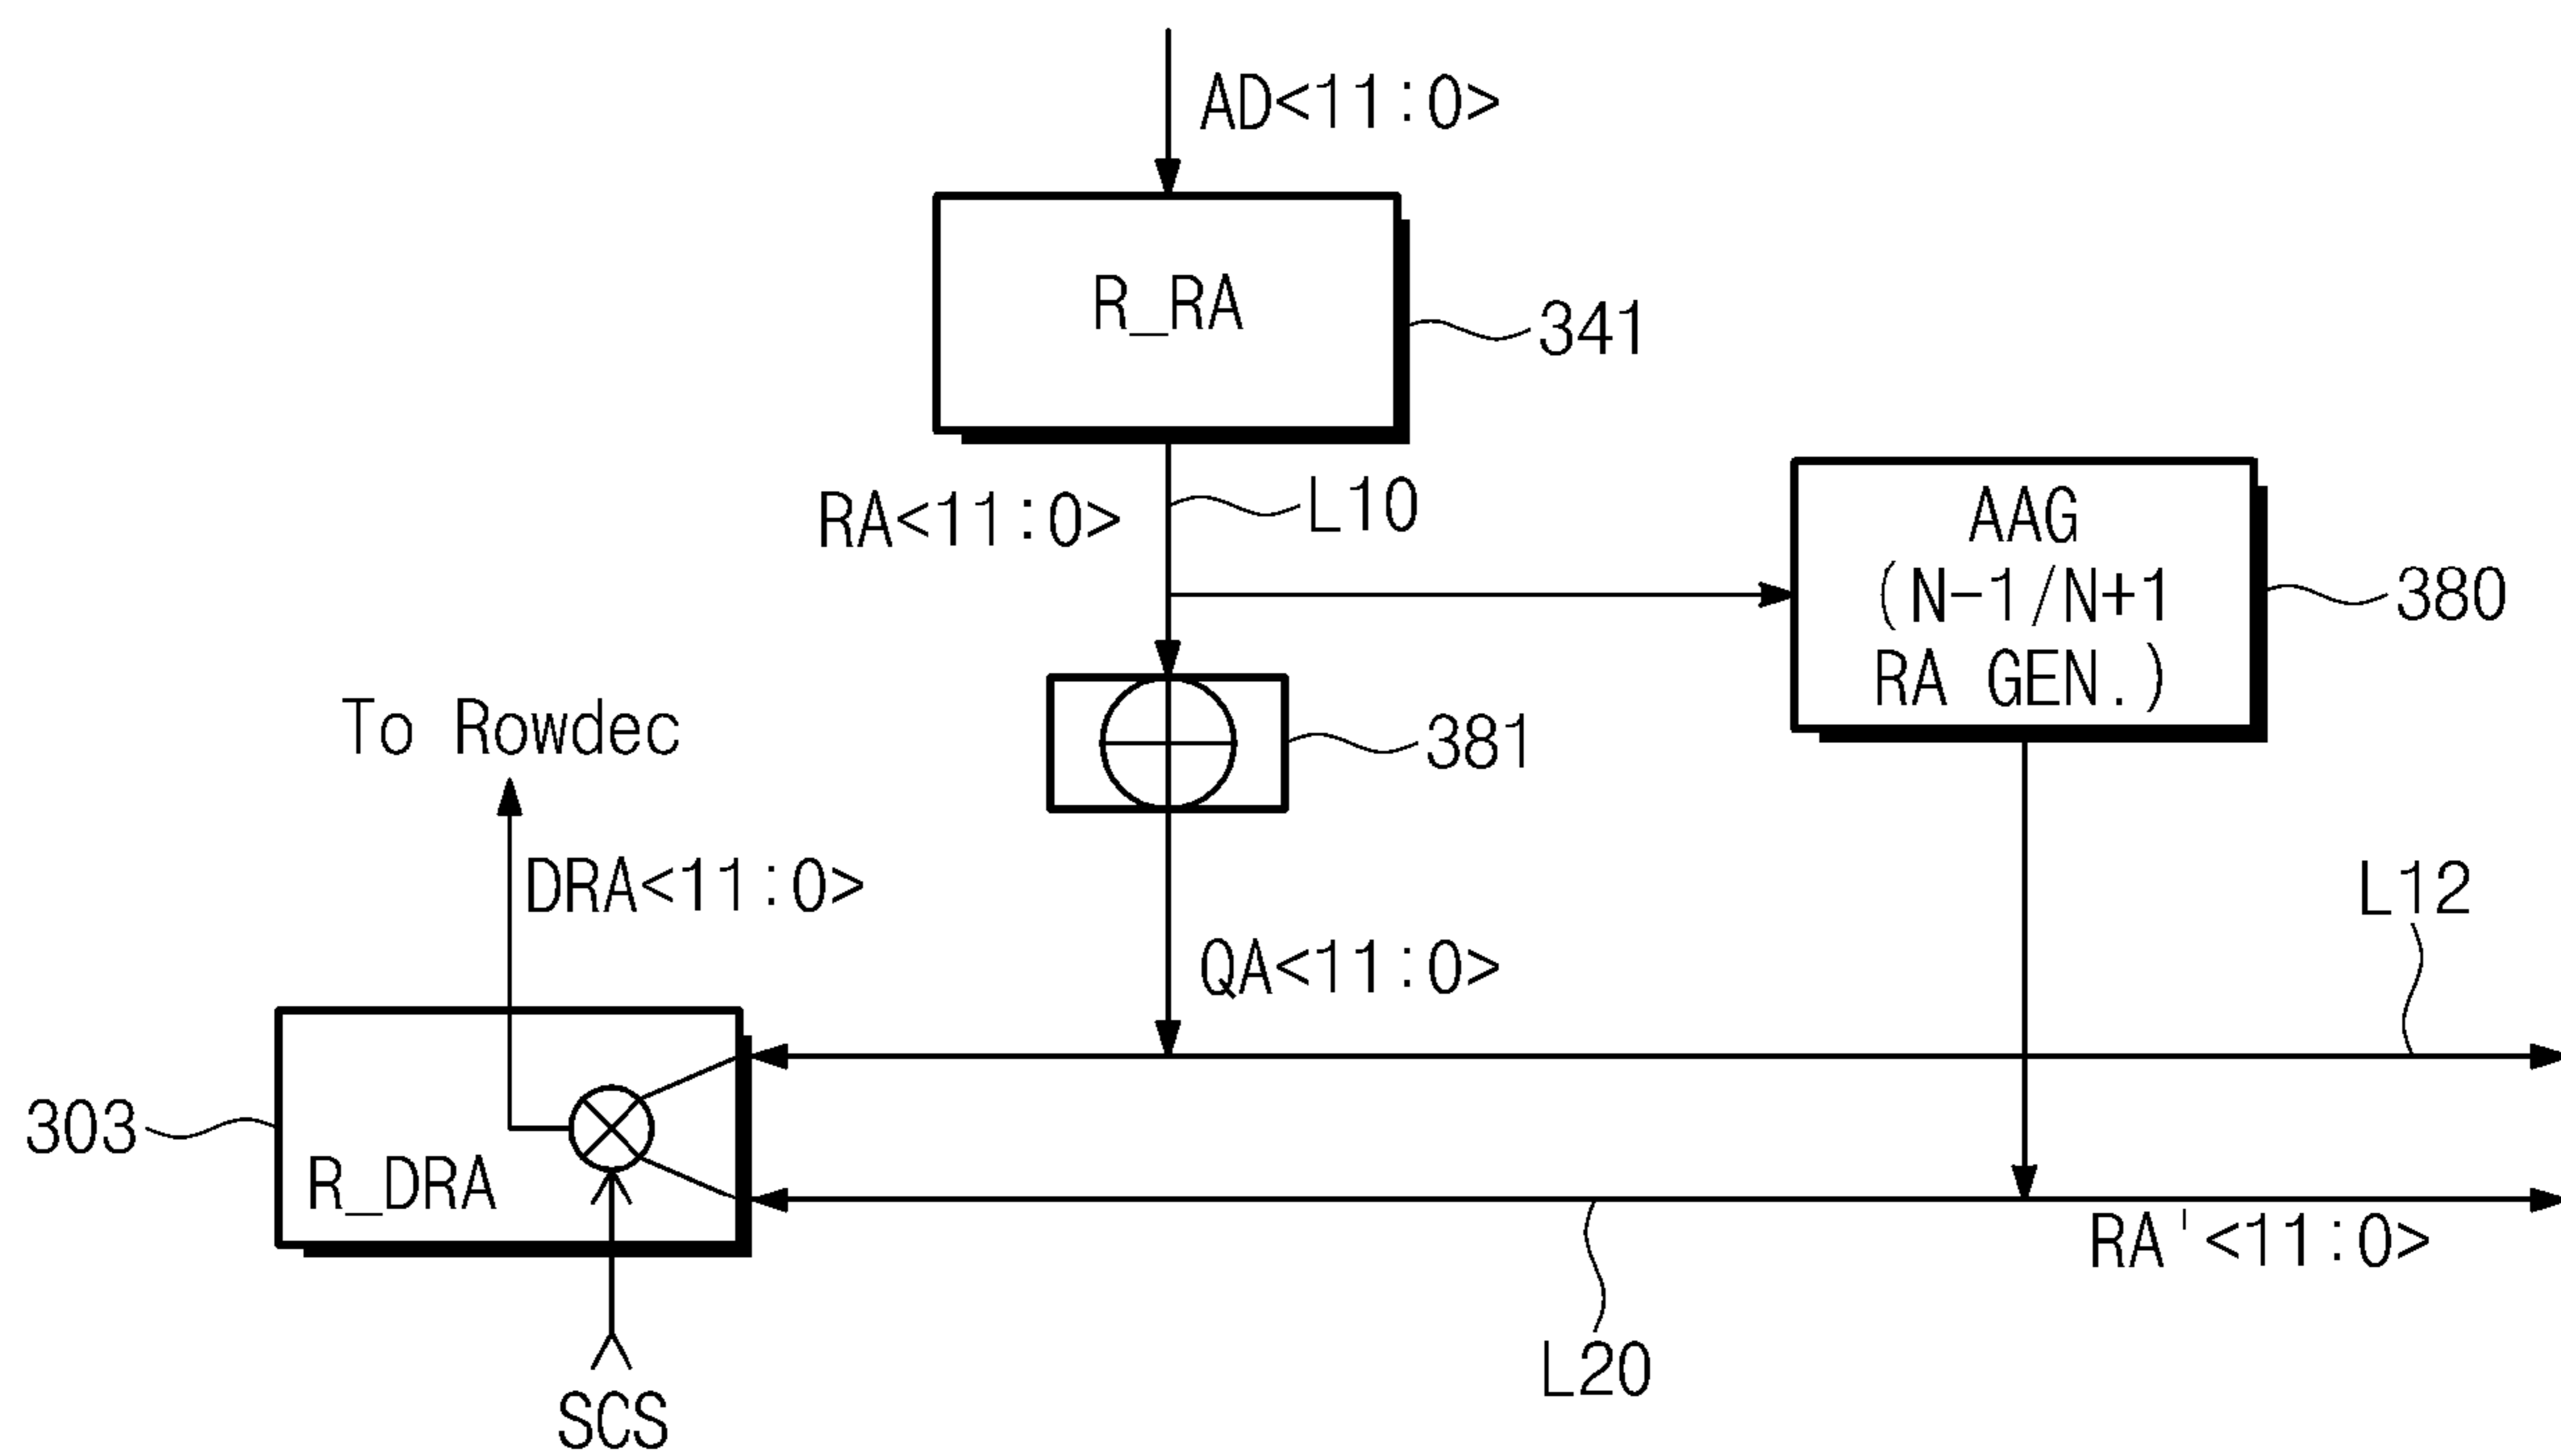 AD<11:0>
R_RA
341
RA<11:0>
L10
AAG
(N-1/N+1
RA GEN.)
380
To Rowdec
381
DRA<11:0>
L12
QA<11:0>
303
R_DRA
RA'<11:0>
L20
SCS